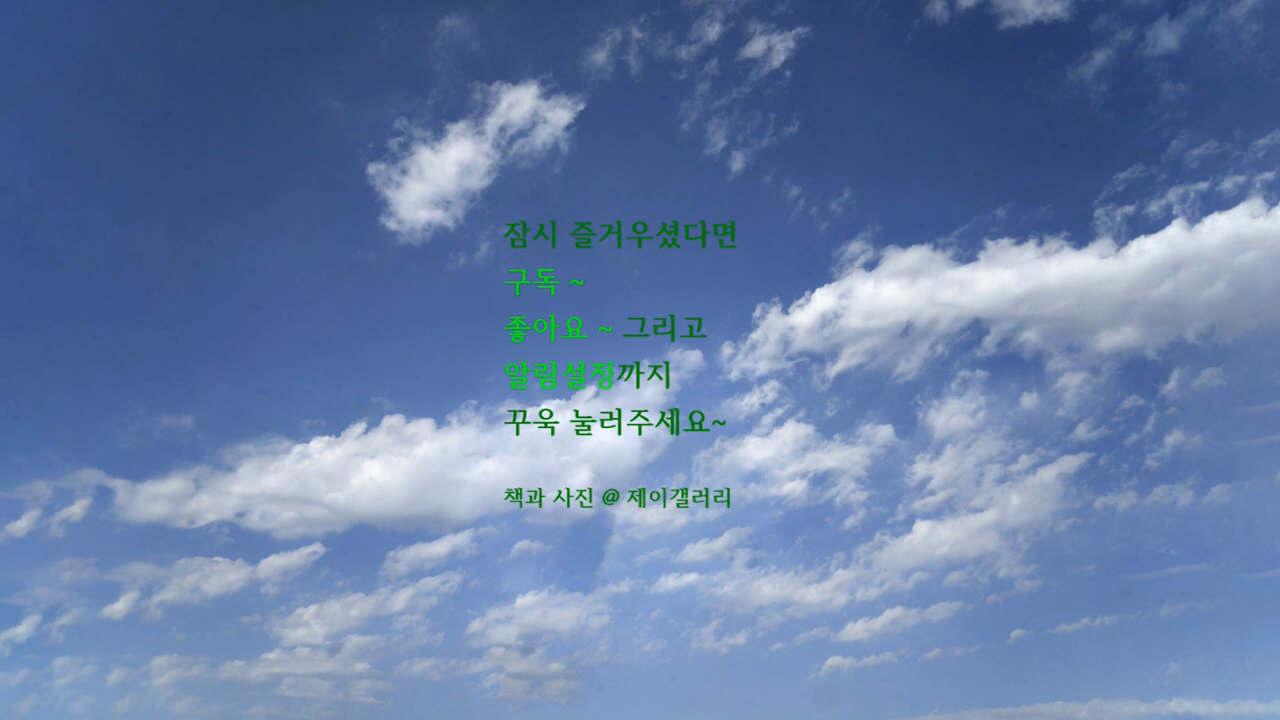 잠시 즐거우셨다면
구독 ~
좋아요 ~ 그리고
알림설정까지
꾸욱 눌러주세요~
책과 사진 @ 제이갤러리